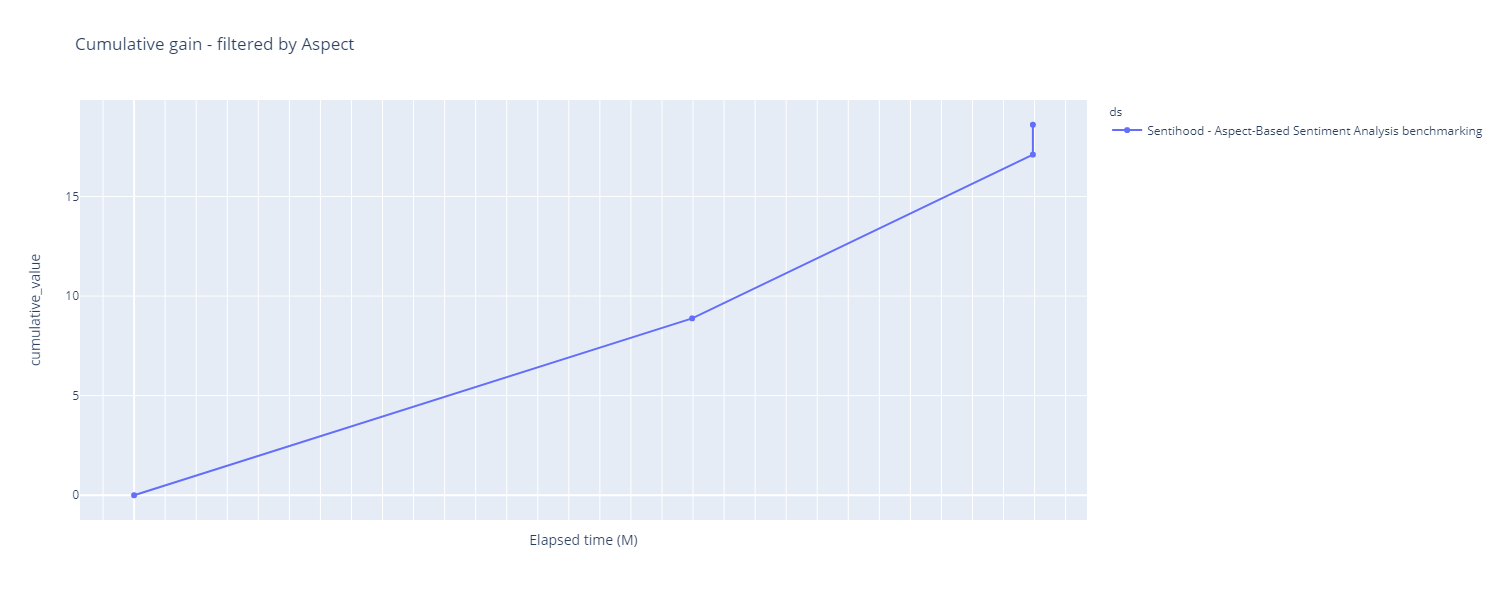 Cumulative gain - filtered by Aspect
ds
Sentihood - Aspect-Based Sentiment Analysis benchmarking
15
10
5
0
cumulative_value
Elapsed time (M)